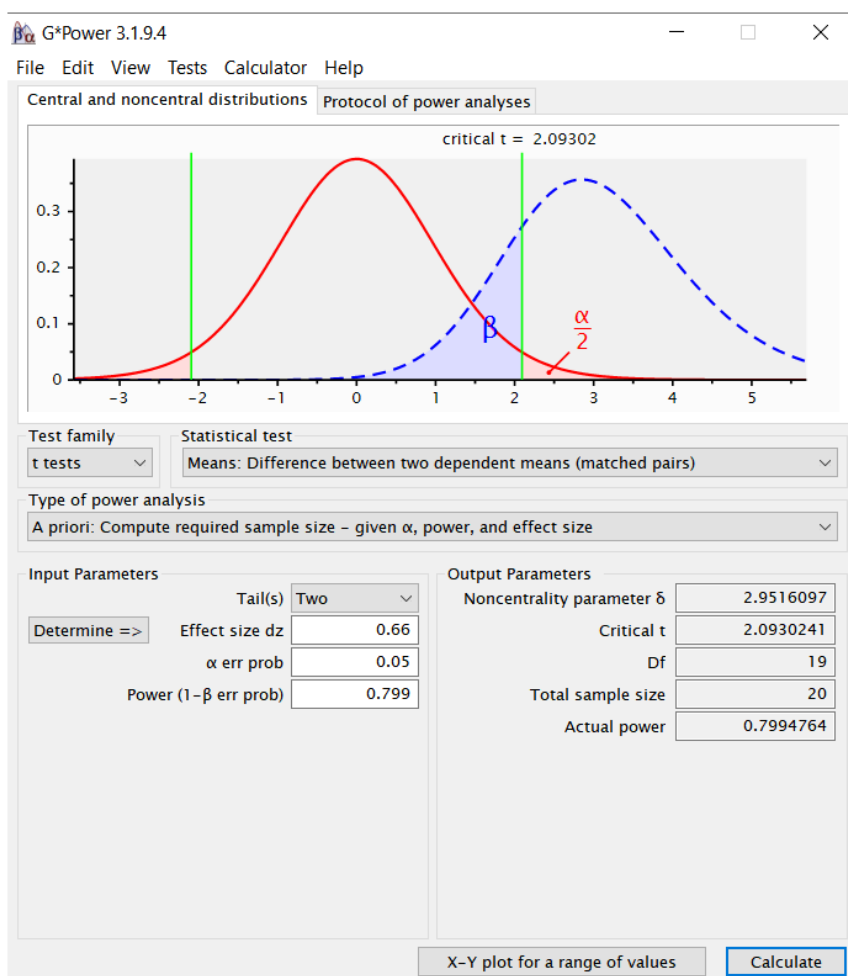 G*Power 3.1.9.4
File Edit View Tests Calculator Help
Central and noncentral distributions Protocol of power analyses
critical t = 2.09302
0.3
0.2
0.1
0
β
α
2
-3 -2 -1 0 1 2 3 4 5
Test family Statistical test
t tests Means: Difference between two dependent means (matched pairs)
Type of power analysis
A priori: Compute required sample size - given α, power, and effect size
Input Parameters
Tail(s) Two
Determine => Effect size dz 0.66
α err prob 0.05
Power (1-β err prob) 0.799
Output Parameters
Noncentrality parameter δ 2.9516097
Critical t 2.0930241
Df 19
Total sample size 20
Actual power 0.7994764
X-Y plot for a range of values Calculate